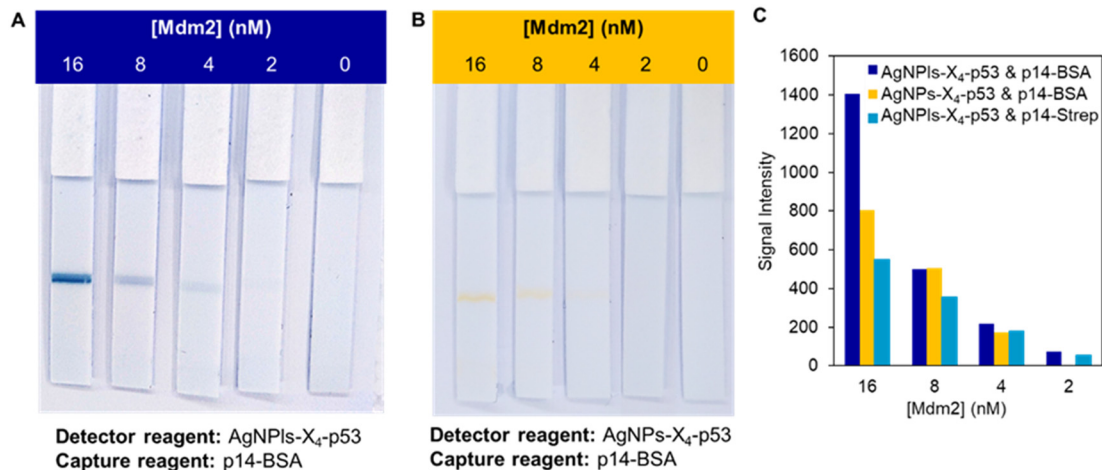 A
[Mdm2] (nM)
16 8 4 2 0
Detector reagent: AgNPls-X₄-p53
Capture reagent: p14-BSA
B
[Mdm2] (nM)
16 8 4 2 0
Detector reagent: AgNPs-X₄-p53
Capture reagent: p14-BSA
C
1600
1400
1200
1000
800
600
400
200
0
Signal Intensity
AgNPls-X₄-p53 & p14-BSA
AgNPs-X₄-p53 & p14-BSA
AgNPls-X₄-p53 & p14-Strep
16 8 4 2
[Mdm2] (nM)